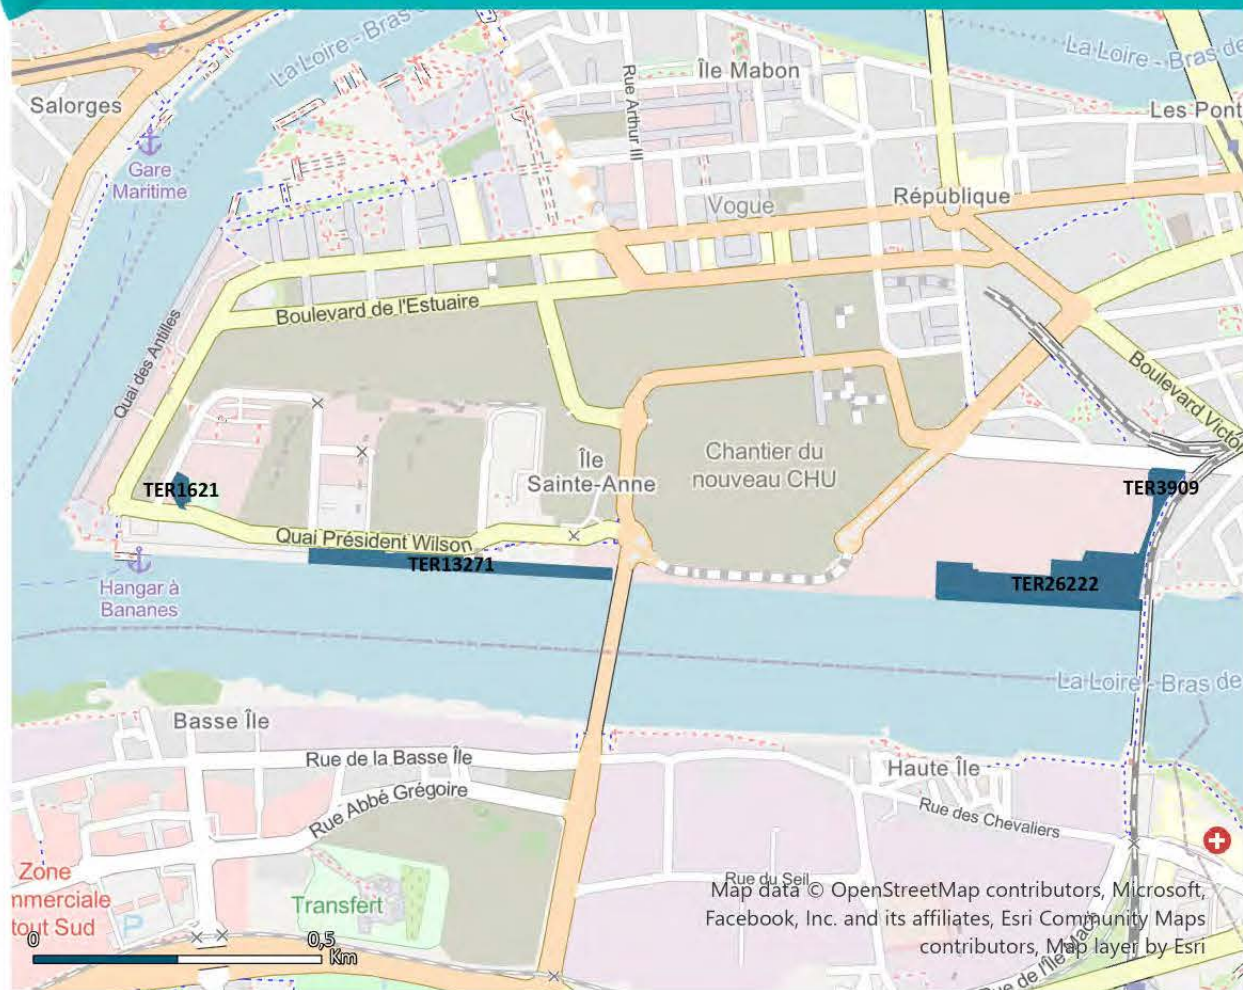 La Loire - Bras de
La Loire - Bras de
Île Mabon
Salorges
Les Pont
Rue Arthur III
Gare
Maritime
République
Vogue
Boulevard de l'Estuaire
Quai des Antilles
Boulevard Victo
Chantier du
nouveau CHU
Île
Sainte-Anne
TER1621
TER3909
Quai Président Wilson
TER13271
TER26222
Hangar à
Bananes
La Loire - Bras de
Basse Île
Rue de la Basse Île
Haute Île
Rue Abbé Grégoire
Rue des Chevaliers
Zone
mmerciale
tout Sud
P
Transfert
Rue du Seil
Map data © OpenStreetMap contributors, Microsoft,
Facebook, Inc. and its affiliates, Esri Community Maps
contributors, Map layer by Esri
0
0,5
Km